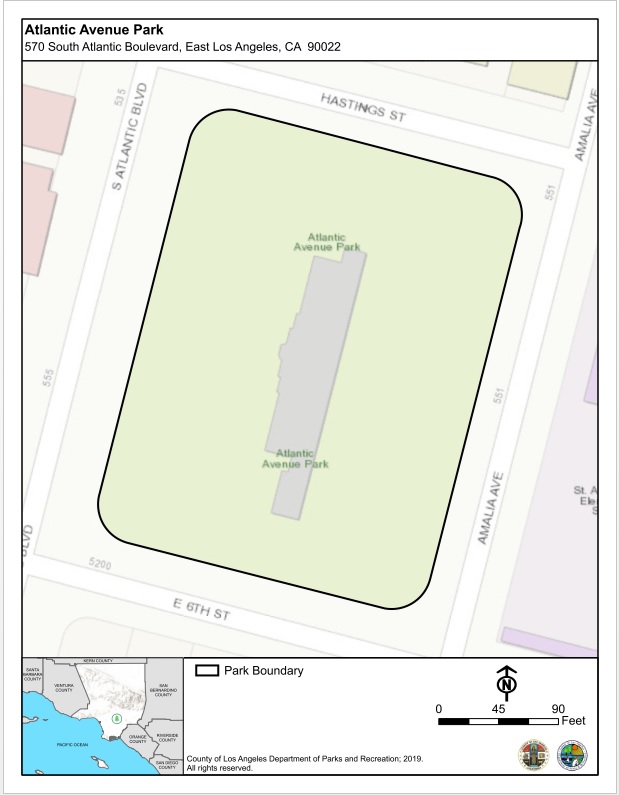 Atlantic Avenue Park
570 South Atlantic Boulevard, East Los Angeles, CA  90022
HASTINGS ST
AMALIA AVE
535
S ATLANTIC BLVD
551
Atlantic
Avenue Park
555
551
Atlantic
Avenue Park
AMALIA AVE
St. A
Ele
S
BLVD
5200
E 6TH ST
KERN COUNTY
SANTA
BARBARA
COUNTY
VENTURA
COUNTY
SAN
BERNARDINO
COUNTY
ORANGE
COUNTY
RIVERSIDE
COUNTY
PACIFIC OCEAN
SAN DIEGO
COUNTY
Park Boundary
N
0 45 90
Feet
County of Los Angeles Department of Parks and Recreation; 2019.
All rights reserved.